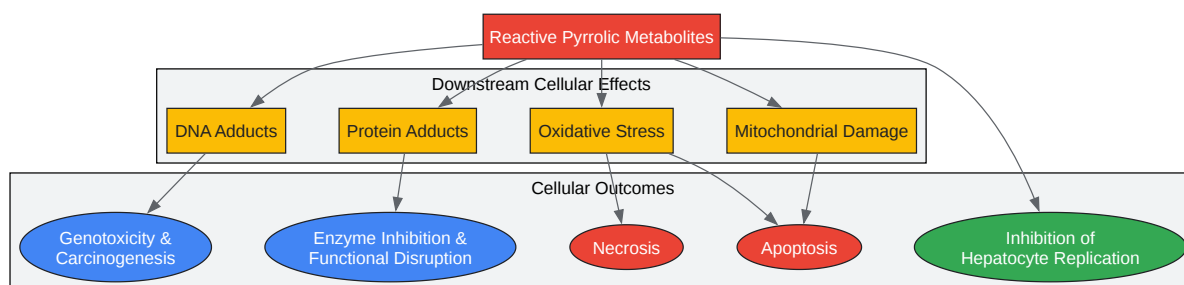 Reactive Pyrrolic Metabolites
Downstream Cellular Effects
DNA Adducts
Protein Adducts
Oxidative Stress
Mitochondrial Damage
Cellular Outcomes
Genotoxicity &
Carcinogenesis
Enzyme Inhibition &
Functional Disruption
Necrosis
Apoptosis
Inhibition of
Hepatocyte Replication